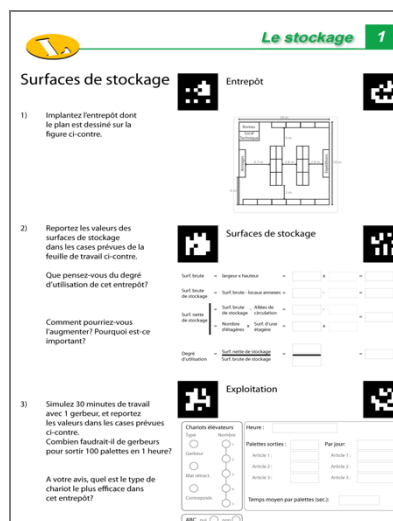 1.
Le stockage 1
Surfaces de stockage
1) Implantez l'entrepôt dont
le plan est dessiné sur la
figure ci-contre.
Entrepôt
Bureau
Local
Technique
2) Reportez les valeurs des
surfaces de stockage
dans les cases prévues de la
feuille de travail ci-contre.
Que pensez-vous du degré
d'utilisation de cet entrepôt?
Comment pourriez-vous
l'augmenter? Pourquoi est-ce
important?
Surfaces de stockage
Surf. brute = largeur x hauteur = x =
Surf. brute
de stockage = Surf. brute - locaux annexes = - =
Surf. nette
de stockage
= Surf. brute
de stockage - Allées de
circulation = - =
= Nombre
d'étagères x Surf. d'une
étagère = x
Degré
d'utilisation = Surf. nette de stockage
Surf. brute de stockage = =
3) Simulez 30 minutes de travail
avec 1 gerbeur, et reportez
les valeurs dans les cases prévues
ci-contre.
Combien faudrait-il de gerbeurs
pour sortir 100 palettes en 1 heure?
A votre avis, quel est le type de
chariot le plus efficace dans
cet entrepôt?
Exploitation
Chariots élévateurs
Type Nombre
Gerbeur
Mat rétract.
Contrepoids
Heure :
Palettes sorties : Par jour:
Article 1 : Article 1 :
Article 2 : Article 2 :
Article 3 : Article 3 :
Temps moyen par palettes (sec.):
ABC